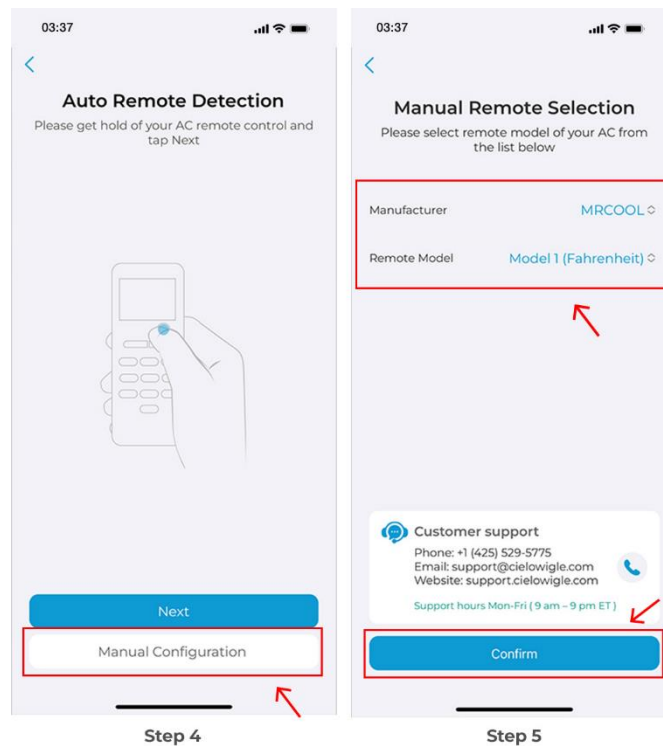 03:37
Auto Remote Detection
Please get hold of your AC remote control and
tap Next
Next
Manual Configuration
Step 4
03:37
Manual Remote Selection
Please select remote model of your AC from
the list below
Manufacturer MRCOOL
Remote Model Model 1 (Fahrenheit)
Customer support
Phone: +1 (425) 529-5775
Email: support@cielowigle.com
Website: support.cielowigle.com
Support hours Mon-Fri ( 9 am – 9 pm ET )
Confirm
Step 5